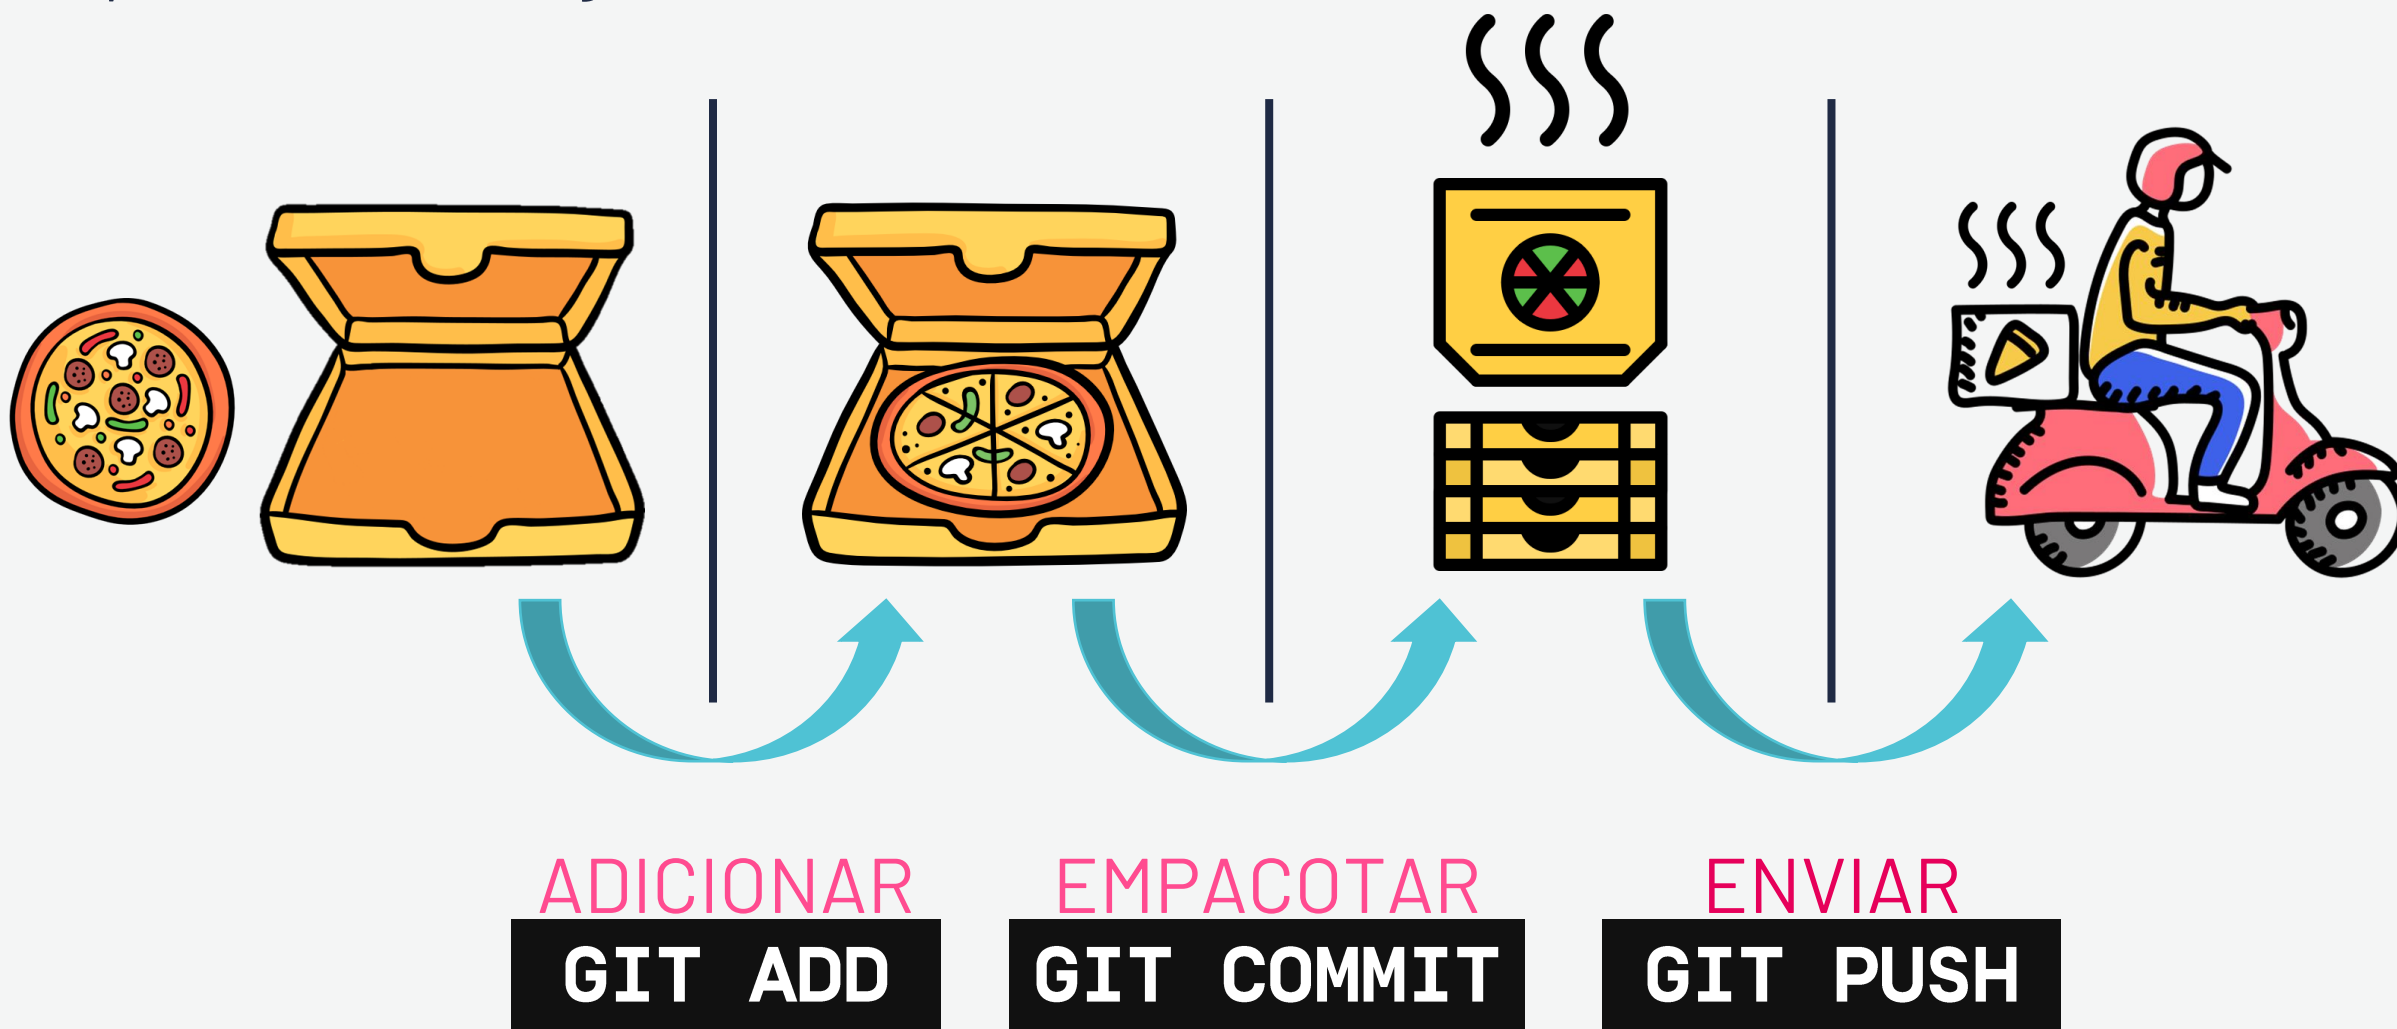 ADICIONAR
GIT ADD
EMPACOTAR
GIT COMMIT
ENVIAR
GIT PUSH